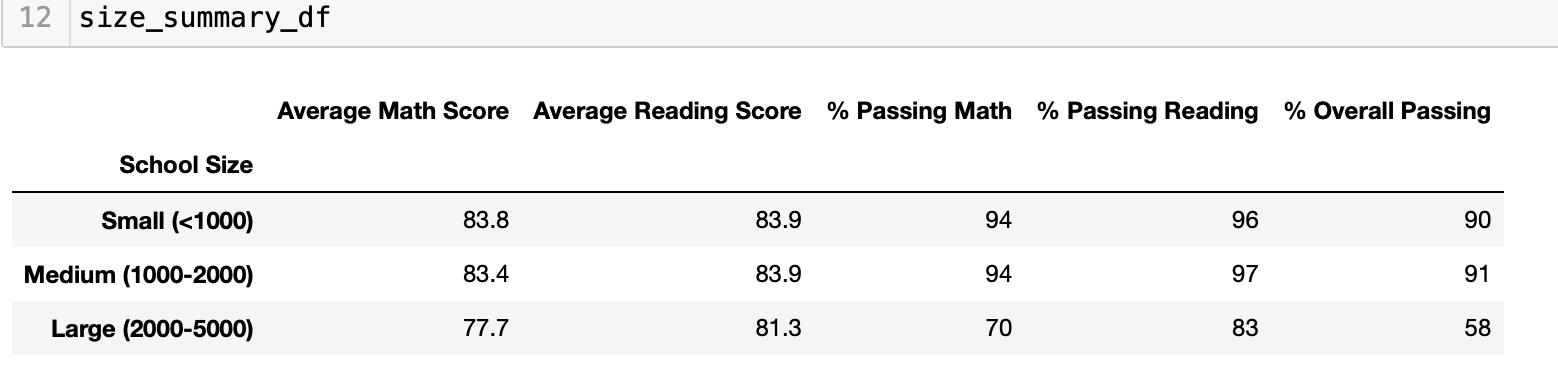 12 size_summary_df
Average Math Score Average Reading Score % Passing Math % Passing Reading % Overall Passing
School Size
Small (<1000) 83.8 83.9 94 96 90
Medium (1000-2000) 83.4 83.9 94 97 91
Large (2000-5000) 77.7 81.3 70 83 58